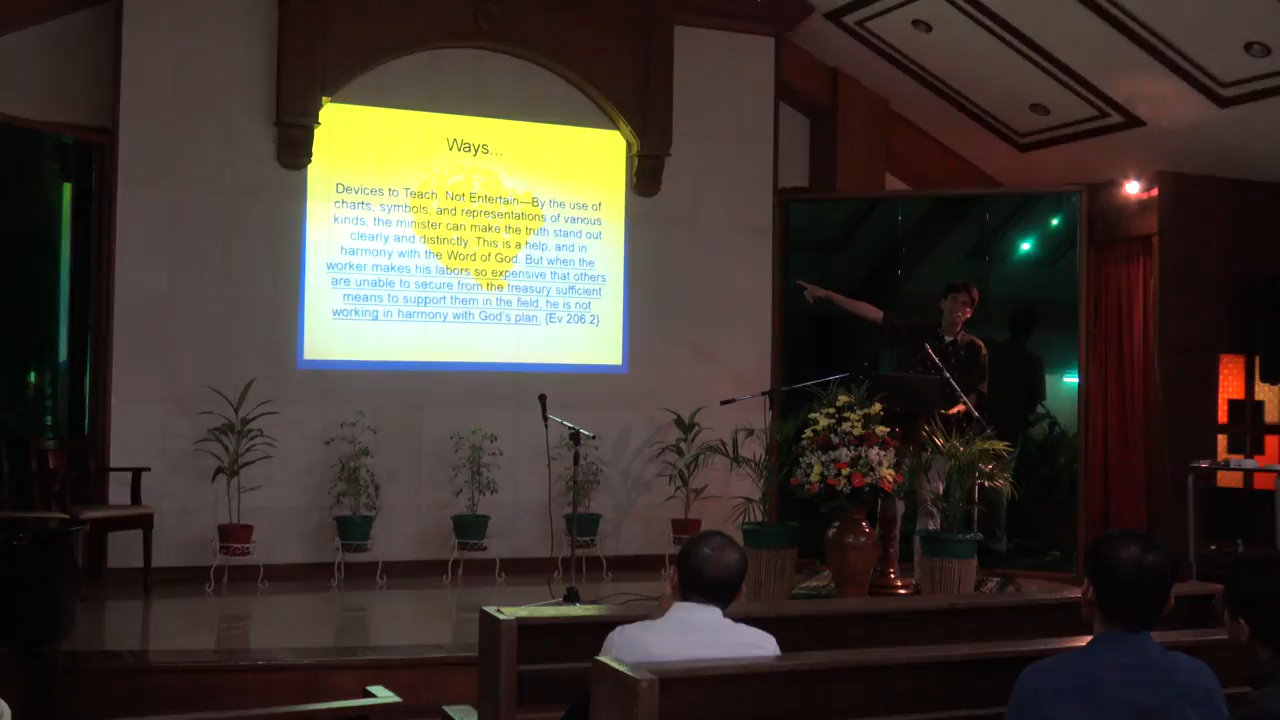 Ways...
Devices to Teach, Not Entertain—By the use of
charts, symbols, and representations of various
kinds, the minister can make the truth stand out
clearly and distinctly. This is a help, and in
harmony with the Word of God. But when the
worker makes his labors so expensive that others
are unable to secure from the treasury sufficient
means to support them in the field, he is not
working in harmony with God's plan. {Ev 206.2}